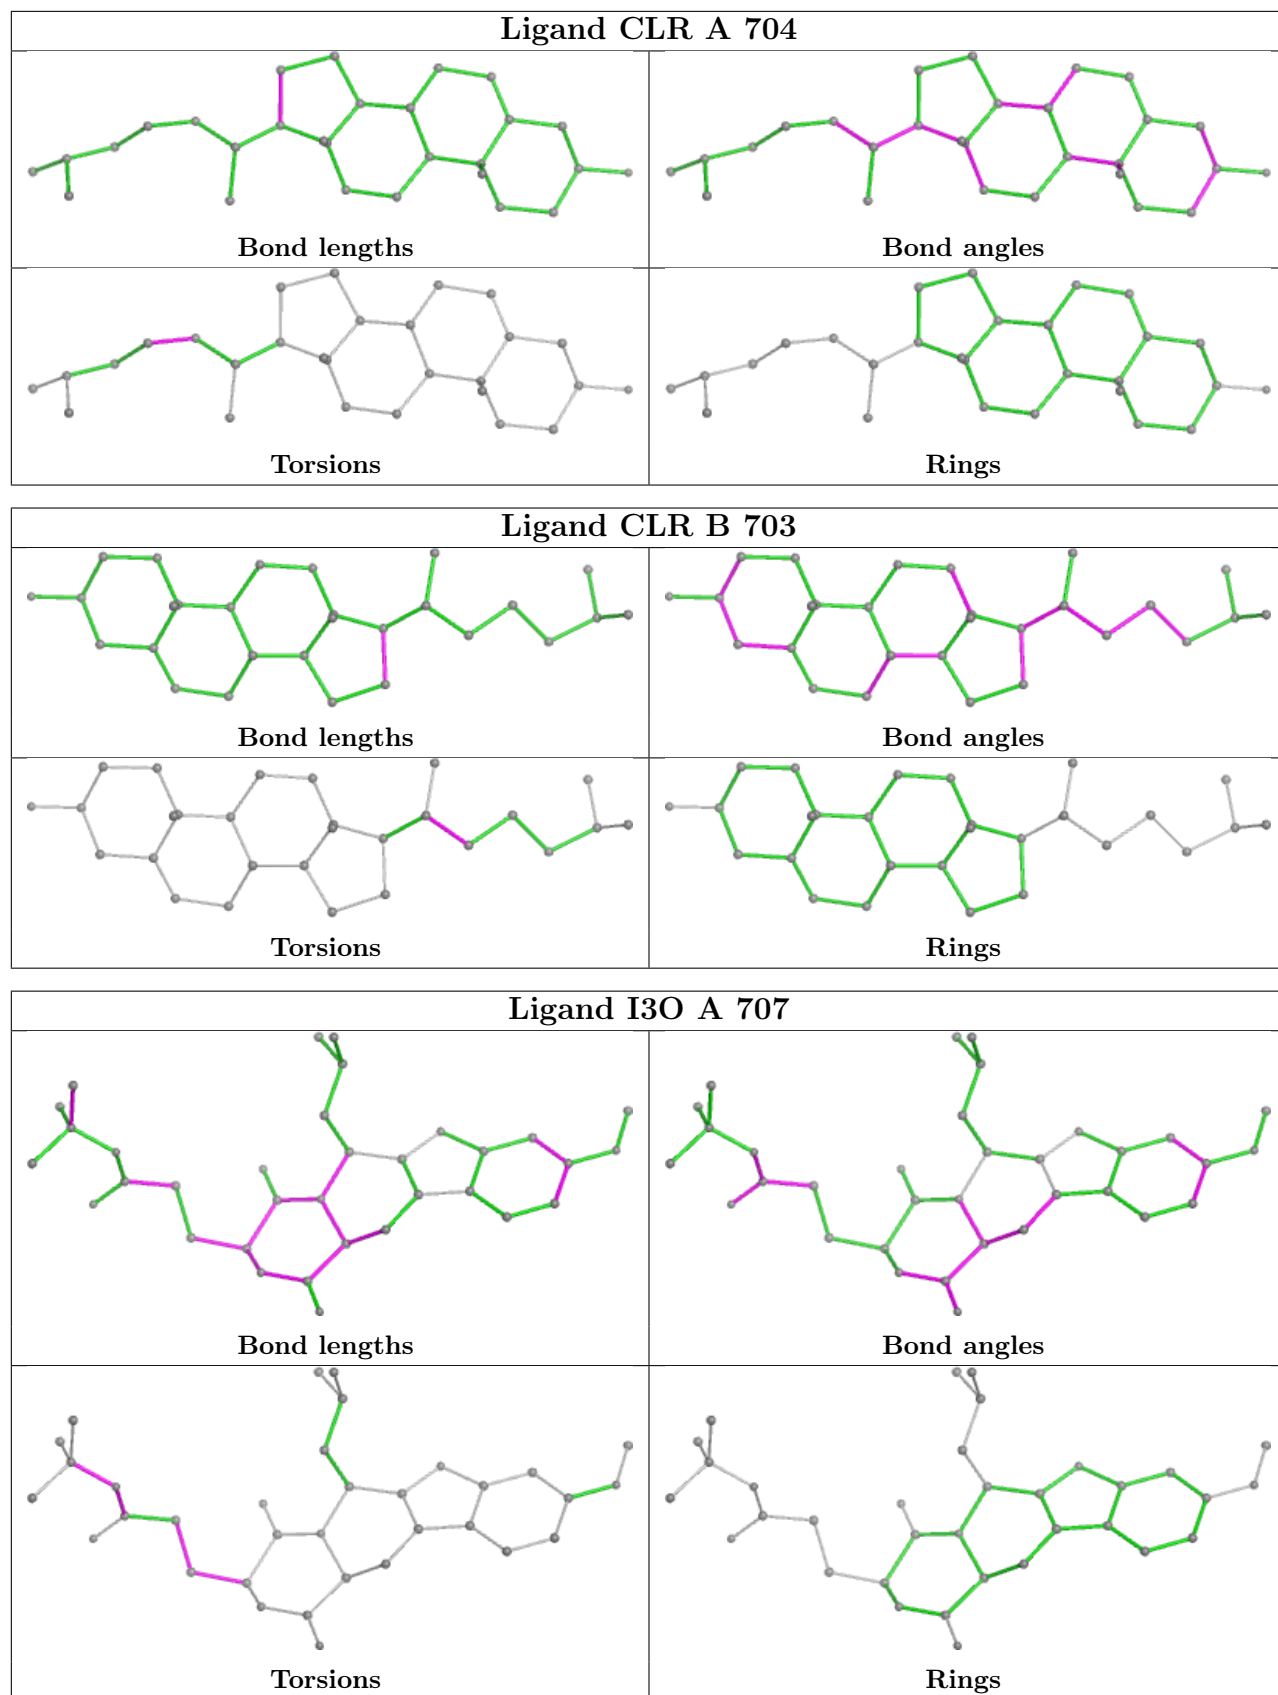 Ligand CLR A 704
Bond lengths
Bond angles
Torsions
Rings
Ligand CLR B 703
Bond lengths
Bond angles
Torsions
Rings
Ligand I3O A 707
Bond lengths
Bond angles
Torsions
Rings